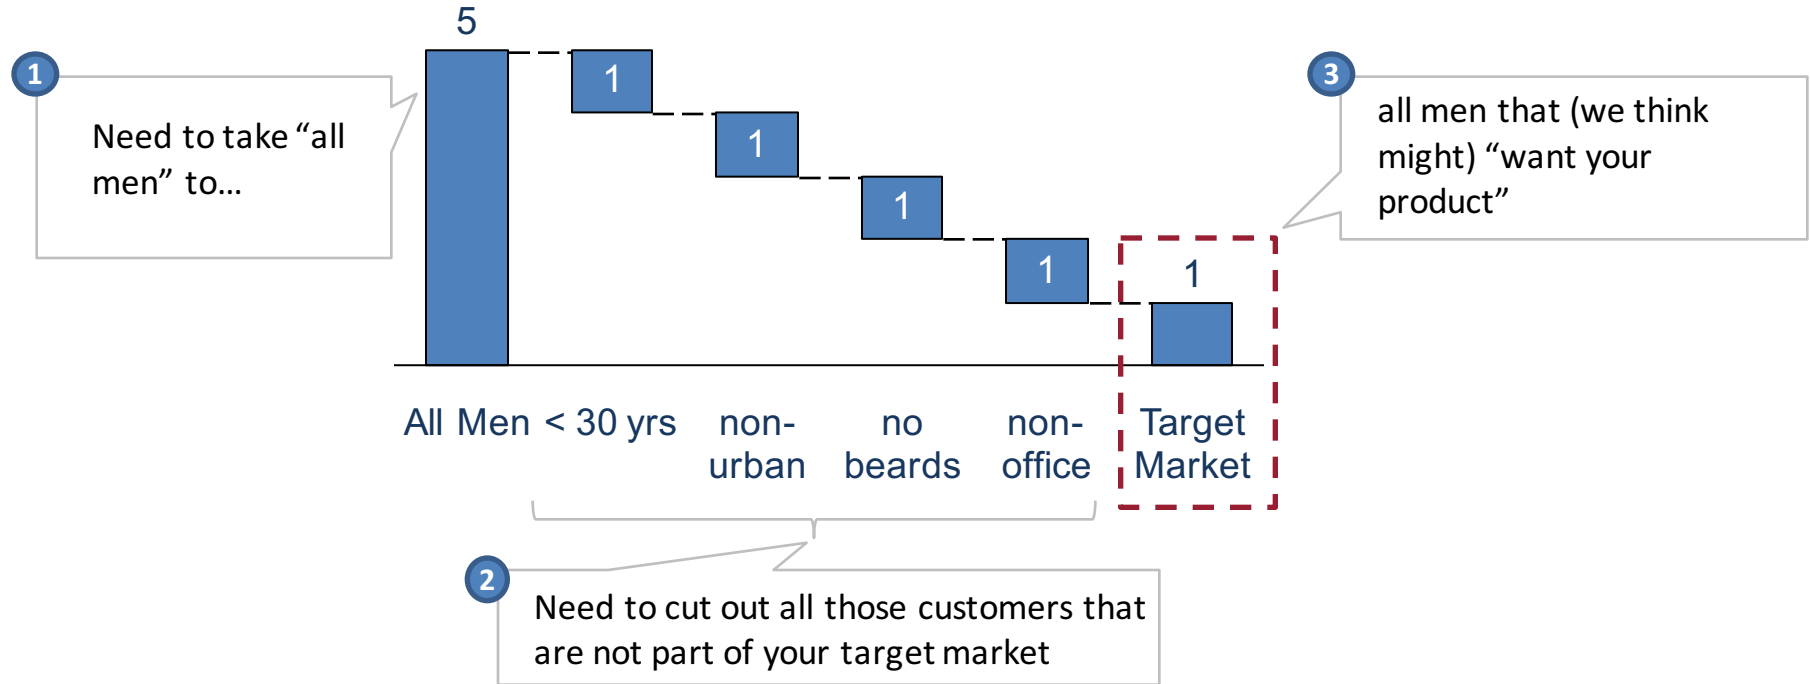 5
1
Need to take “all
men” to…
1
1
1
1
1
3
all men that (we think
might) “want your
product”
All Men
< 30 yrs
non-
urban
no
beards
non-
office
Target
Market
2
Need to cut out all those customers that
are not part of your target market